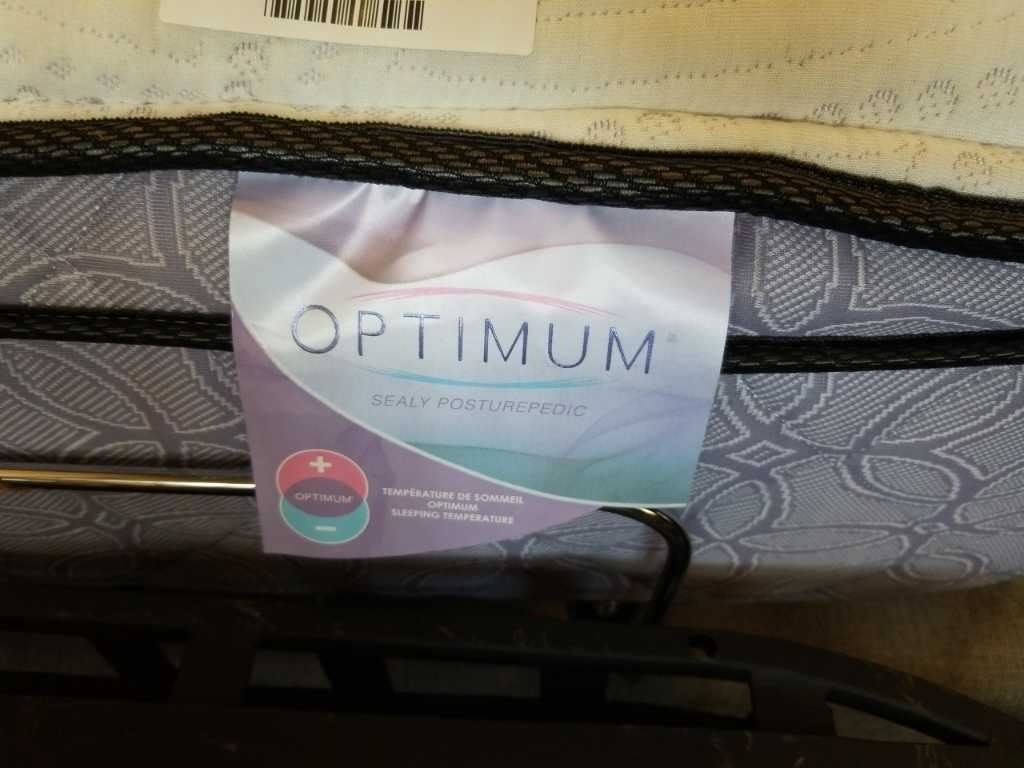 OPTIMUM
SEALY POSTUREPEDIC
OPTIMUM
TEMPÉRATURE DE SOMMEIL
OPTIMUM
SLEEPING TEMPERATURE